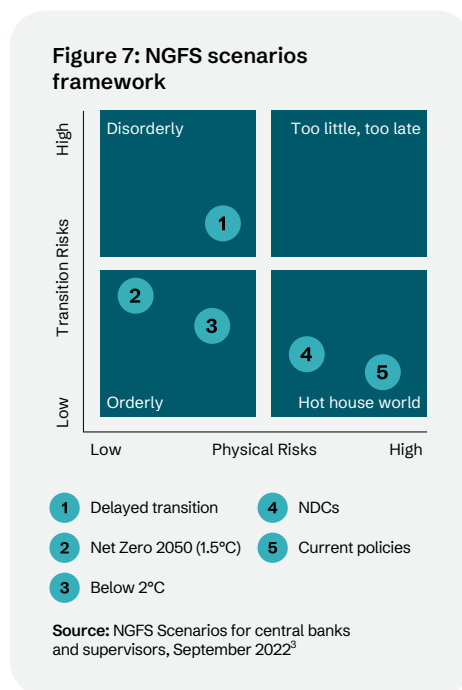 Figure 7: NGFS scenarios
framework
High
Transition Risks
Low
Disorderly
Too little, too late
1
2
3
4
5
Orderly
Hot house world
Low
Physical Risks
High
1 Delayed transition
4 NDCs
2 Net Zero 2050 (1.5°C)
5 Current policies
3 Below 2°C
Source: NGFS Scenarios for central banks
and supervisors, September 2022³